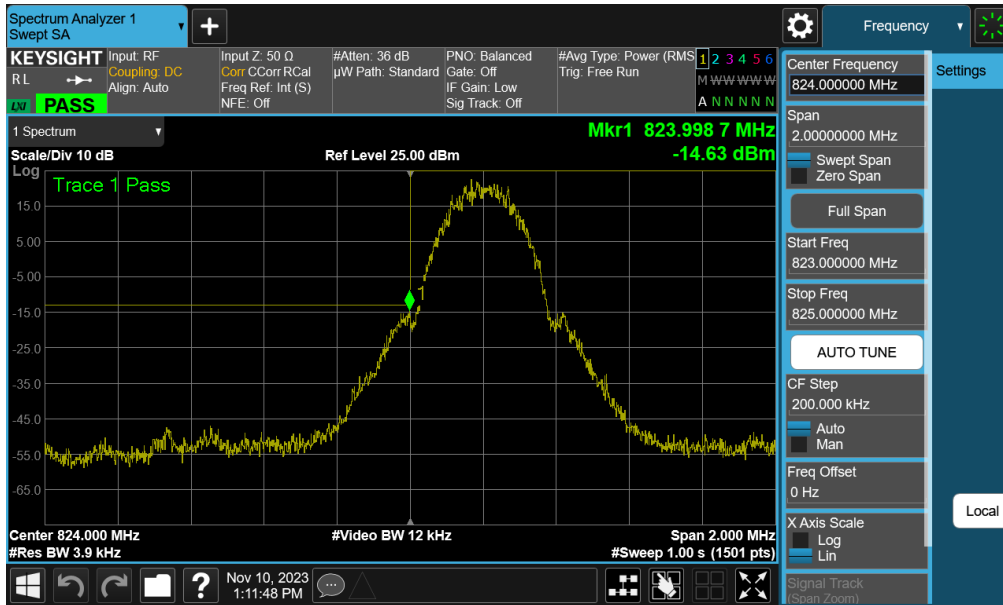 Spectrum Analyzer 1
Swept SA
+
Frequency
KEYSIGHT
RL
LXI
PASS
Input: RF
Coupling: DC
Align: Auto
Input Z: 50 Ω
Corr CCorr RCal
Freq Ref: Int (S)
NFE: Off
#Atten: 36 dB
µW Path: Standard
PNO: Balanced
Gate: Off
IF Gain: Low
Sig Track: Off
#Avg Type: Power (RMS
Trig: Free Run
1 2 3 4 5 6
M W W W W W
A N N N N N
1 Spectrum
Mkr1 823.998 7 MHz
-14.63 dBm
Scale/Div 10 dB
Ref Level 25.00 dBm
Log
Trace 1 Pass
15.0
5.00
-5.00
-15.0
-25.0
-35.0
-45.0
-55.0
-65.0
1
Center 824.000 MHz
#Res BW 3.9 kHz
#Video BW 12 kHz
Span 2.000 MHz
#Sweep 1.00 s (1501 pts)
Center Frequency
824.000000 MHz
Span
2.00000000 MHz
Swept Span
Zero Span
Full Span
Start Freq
823.000000 MHz
Stop Freq
825.000000 MHz
AUTO TUNE
CF Step
200.000 kHz
Auto
Man
Freq Offset
0 Hz
X Axis Scale
Log
Lin
Signal Track
(Span Zoom)
Settings
Local
?
Nov 10, 2023
1:11:48 PM